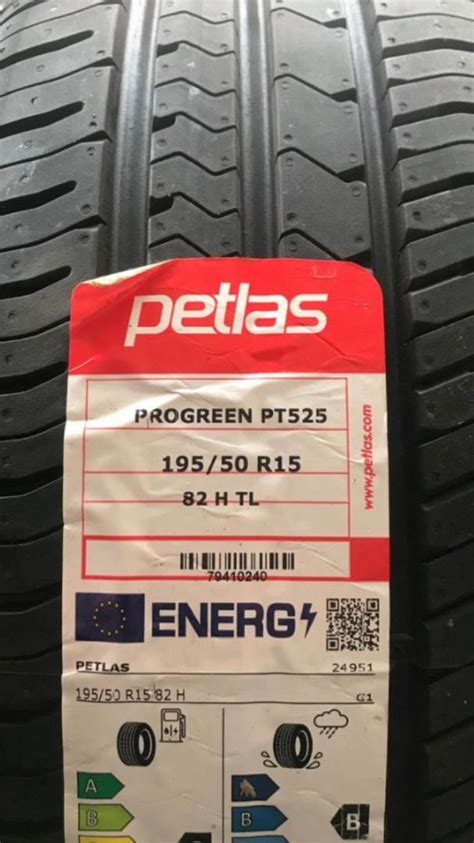 petlas
PROGREEN PT525
195/50 R15
82 H TL
www.petlas.com
79410240
ENERG
PETLAS 24951
195/50 R15 82 H C1
A
B A
B B